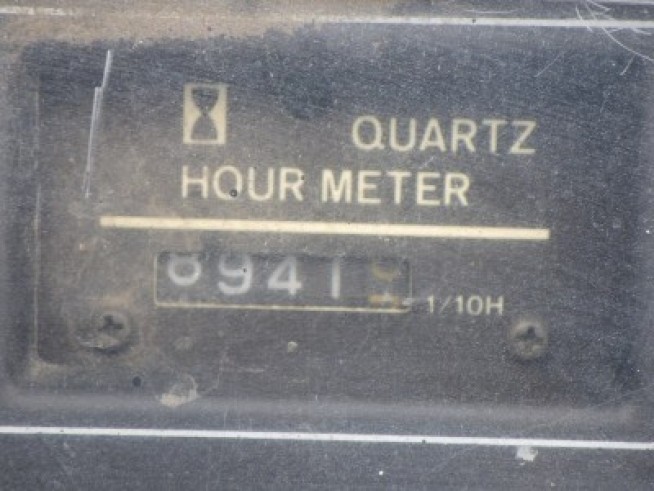 QUARTZ
HOUR METER
8941
1/10H